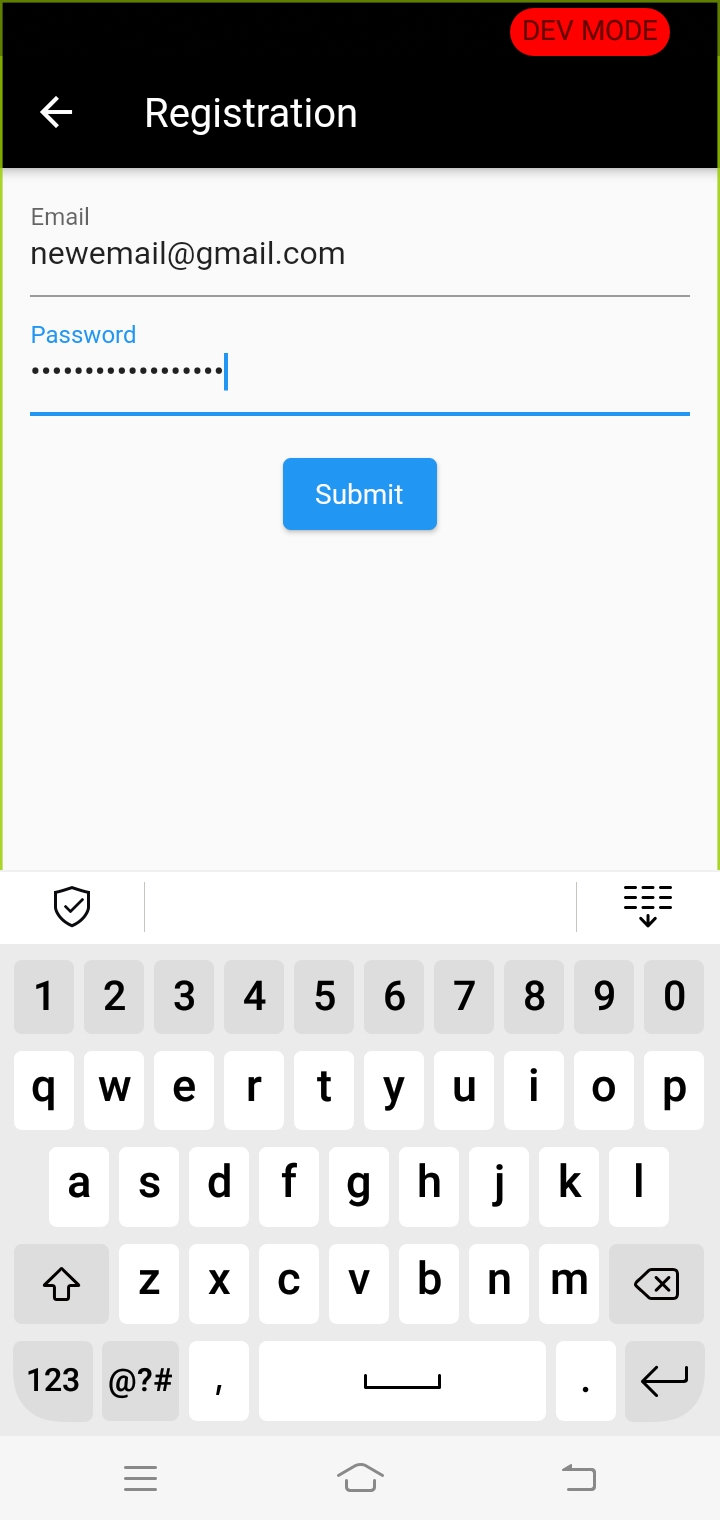 DEV MODE
Registration
Email
newemail@gmail.com
Password
••••••••••••••••••
Submit
1 2 3 4 5 6 7 8 9 0
q w e r t y u i o p
a s d f g h j k l
z x c v b n m
123 @?# , .